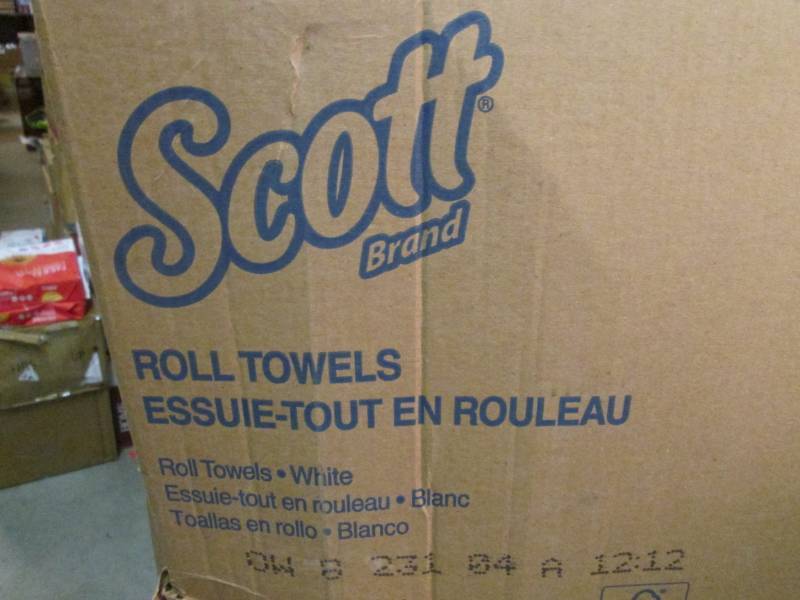 Scott®
Brand
ROLL TOWELS
ESSUIE-TOUT EN ROULEAU
Roll Towels • White
Essuie-tout en rouleau • Blanc
Toallas en rollo • Blanco
OW 8 231 04 A 12:12